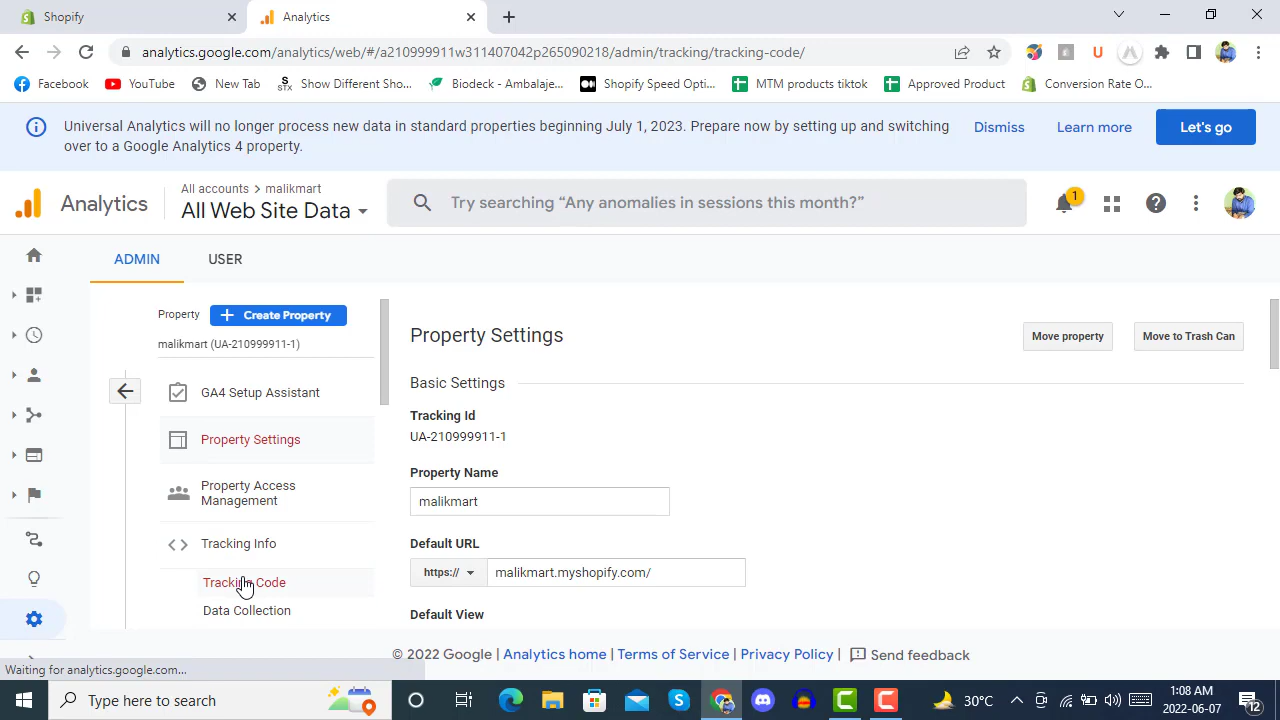 Shopify
Analytics
analytics.google.com/analytics/web/#/a210999911w311407042p265090218/admin/tracking/tracking-code/
Facebook
YouTube
New Tab
STX
Show Different Sho...
Biodeck - Ambalaje...
Shopify Speed Opti...
MTM products tiktok
Approved Product
Conversion Rate O...
Universal Analytics will no longer process new data in standard properties beginning July 1, 2023. Prepare now by setting up and switching
over to a Google Analytics 4 property.
Dismiss
Learn more
Let's go
Analytics
All accounts > malikmart
All Web Site Data
Try searching “Any anomalies in sessions this month?”
1
ADMIN
USER
Property
+ Create Property
malikmart (UA-210999911-1)
GA4 Setup Assistant
Property Settings
Property Access
Management
Tracking Info
Tracking Code
Data Collection
Property Settings
Move property
Move to Trash Can
Basic Settings
Tracking Id
UA-210999911-1
Property Name
malikmart
Default URL
https://
malikmart.myshopify.com/
Default View
© 2022 Google | Analytics home | Terms of Service | Privacy Policy | Send feedback
Waiting for analytics.google.com...
Type here to search
30°C
1:08 AM
2022-06-07
12